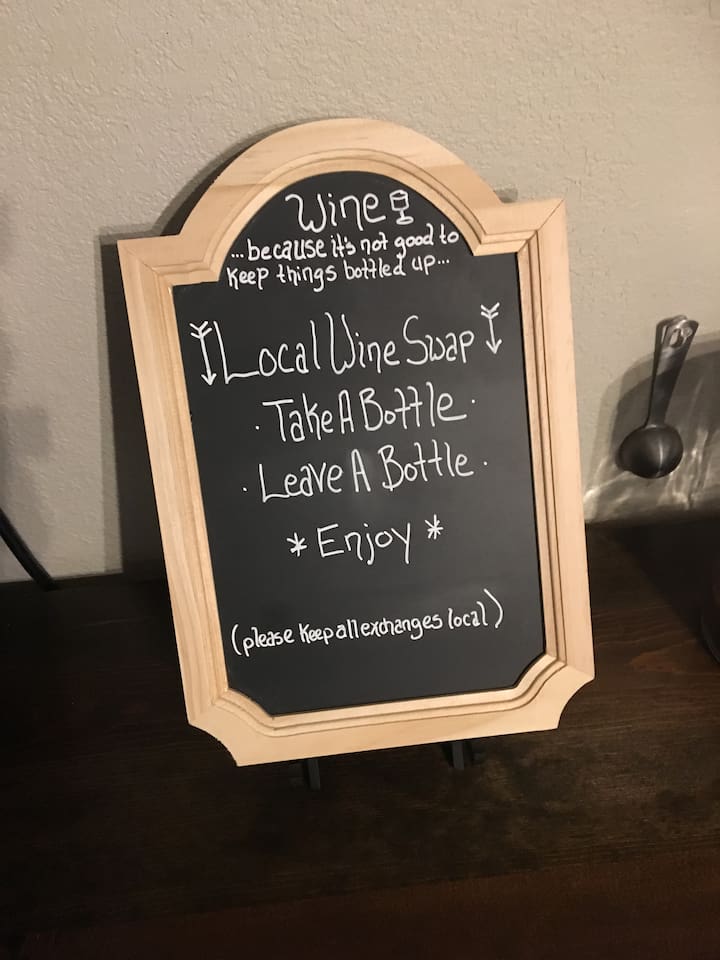 Wine
...because it's not good to
keep things bottled up...
Local Wine Swap
· Take A Bottle ·
· Leave A Bottle ·
* Enjoy *
(please keep all exchanges local)